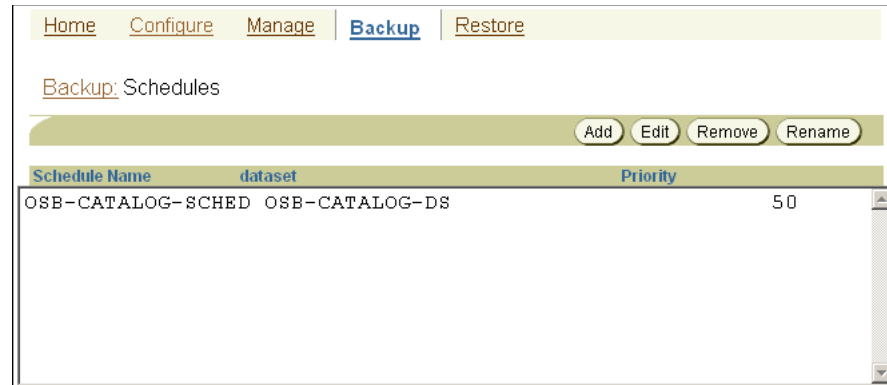 Home Configure Manage Backup Restore
Backup: Schedules
Add Edit Remove Rename
Schedule Name dataset Priority
OSB-CATALOG-SCHED OSB-CATALOG-DS 50